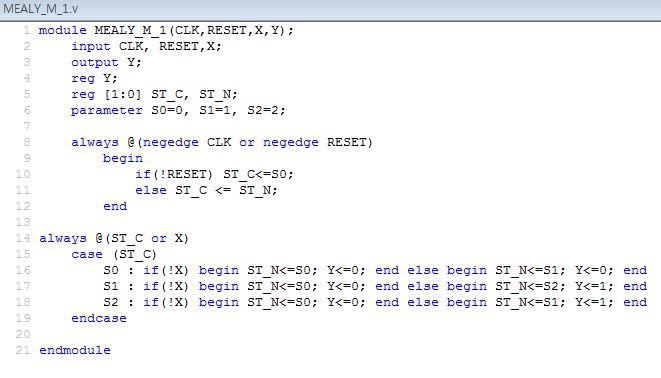 MEALY_M_1.v
1 module MEALY_M_1(CLK,RESET,X,Y);
2     input CLK, RESET,X;
3     output Y;
4     reg Y;
5     reg [1:0] ST_C, ST_N;
6     parameter S0=0, S1=1, S2=2;
7
8     always @(negedge CLK or negedge RESET)
9         begin
10             if(!RESET) ST_C<=S0;
11             else ST_C <= ST_N;
12         end
13
14 always @(ST_C or X)
15     case (ST_C)
16         S0 : if(!X) begin ST_N<=S0; Y<=0; end else begin ST_N<=S1; Y<=0; end
17         S1 : if(!X) begin ST_N<=S0; Y<=0; end else begin ST_N<=S2; Y<=1; end
18         S2 : if(!X) begin ST_N<=S0; Y<=0; end else begin ST_N<=S1; Y<=1; end
19     endcase
20
21 endmodule